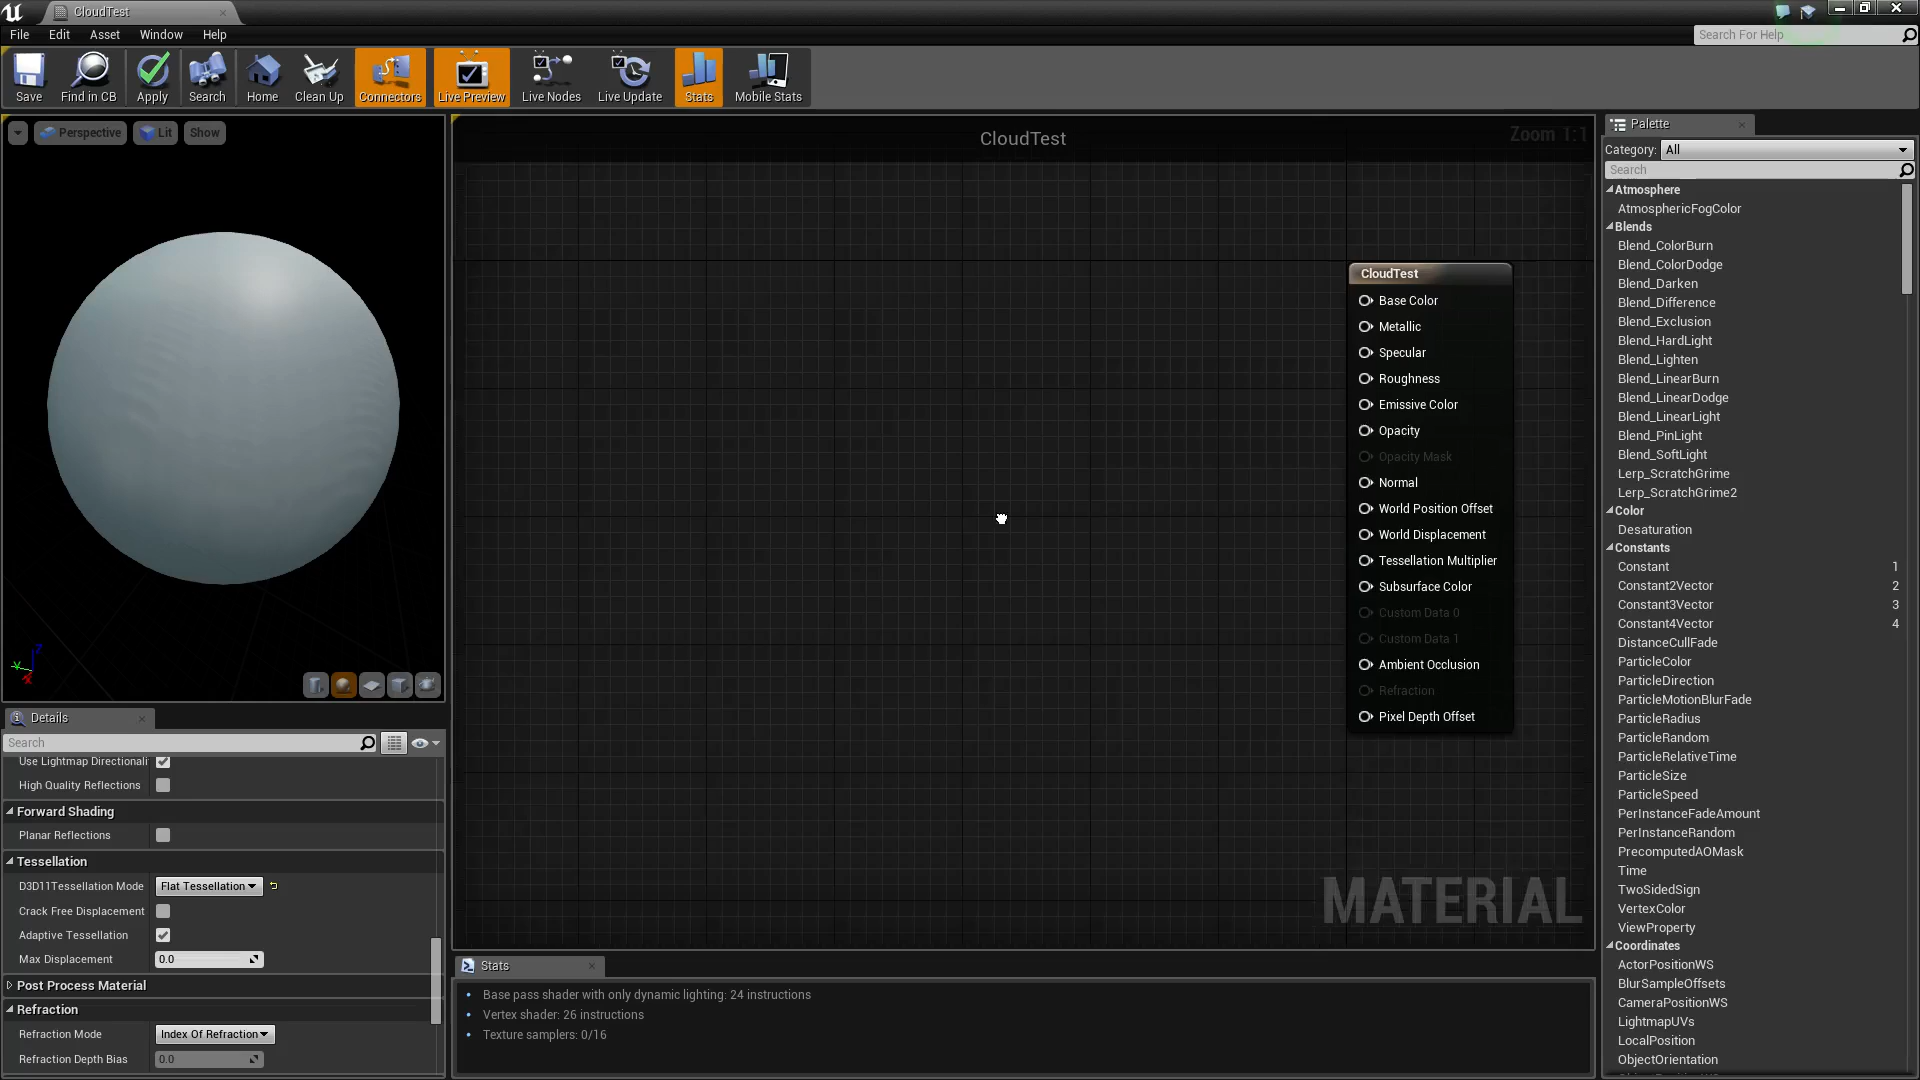 CloudTest
File Edit Asset Window Help
Search For Help
Save Find in CB Apply Search Home Clean Up Connectors Live Preview Live Nodes Live Update Stats Mobile Stats
Perspective Lit Show
Z
Y
X
Details
Search
Use Lightmap Directionali
High Quality Reflections
Forward Shading
Planar Reflections
Tessellation
D3D11Tessellation Mode Flat Tessellation
Crack Free Displacement
Adaptive Tessellation
Max Displacement 0.0
Post Process Material
Refraction
Refraction Mode Index Of Refraction
Refraction Depth Bias 0.0
CloudTest
Zoom 1:1
CloudTest
Base Color
Metallic
Specular
Roughness
Emissive Color
Opacity
Opacity Mask
Normal
World Position Offset
World Displacement
Tessellation Multiplier
Subsurface Color
Custom Data 0
Custom Data 1
Ambient Occlusion
Refraction
Pixel Depth Offset
MATERIAL
Stats
Base pass shader with only dynamic lighting: 24 instructions
Vertex shader: 26 instructions
Texture samplers: 0/16
Palette
Category: All
Search
Atmosphere
AtmosphericFogColor
Blends
Blend_ColorBurn
Blend_ColorDodge
Blend_Darken
Blend_Difference
Blend_Exclusion
Blend_HardLight
Blend_Lighten
Blend_LinearBurn
Blend_LinearDodge
Blend_LinearLight
Blend_PinLight
Blend_SoftLight
Lerp_ScratchGrime
Lerp_ScratchGrime2
Color
Desaturation
Constants
Constant 1
Constant2Vector 2
Constant3Vector 3
Constant4Vector 4
DistanceCullFade
ParticleColor
ParticleDirection
ParticleMotionBlurFade
ParticleRadius
ParticleRandom
ParticleRelativeTime
ParticleSize
ParticleSpeed
PerInstanceFadeAmount
PerInstanceRandom
PrecomputedAOMask
Time
TwoSidedSign
VertexColor
ViewProperty
Coordinates
ActorPositionWS
BlurSampleOffsets
CameraPositionWS
LightmapUVs
LocalPosition
ObjectOrientation